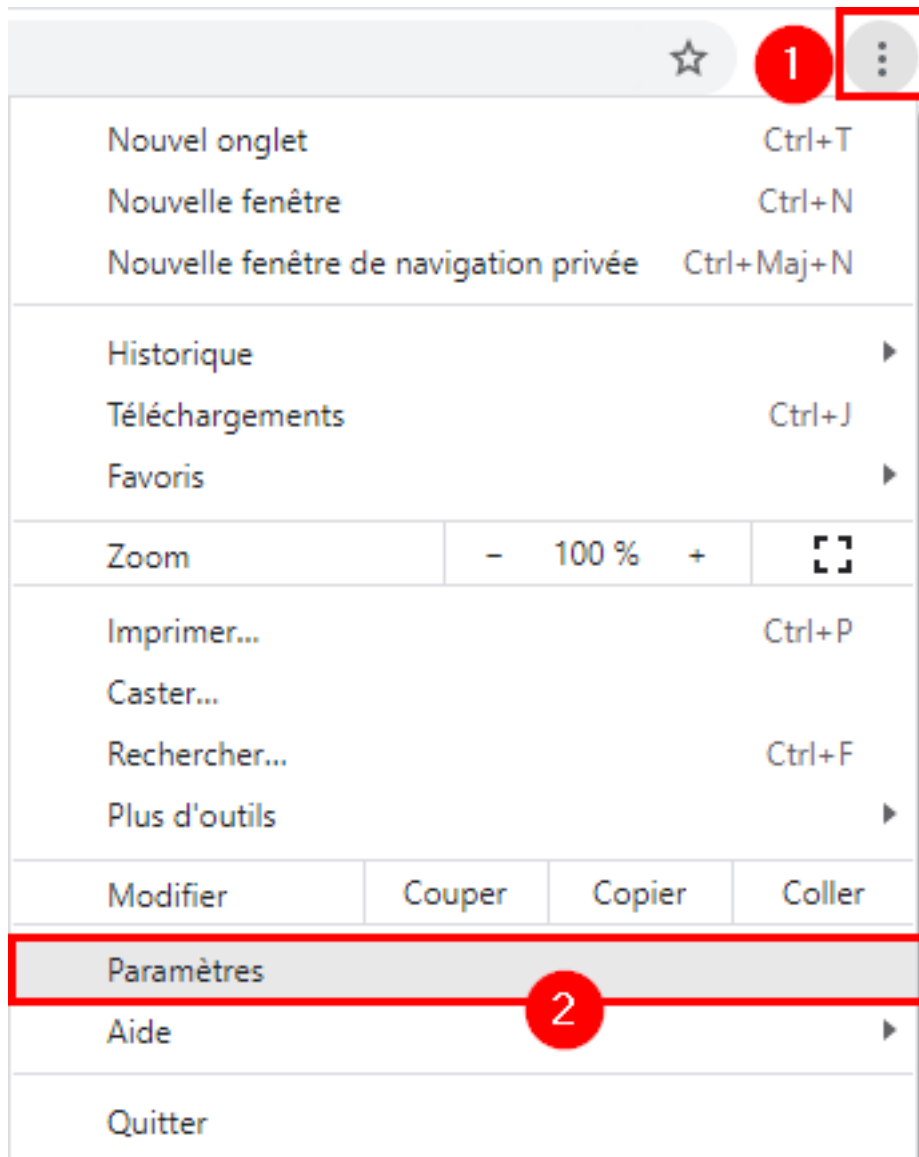 1
Nouvel onglet Ctrl+T
Nouvelle fenêtre Ctrl+N
Nouvelle fenêtre de navigation privée Ctrl+Maj+N
Historique
Téléchargements Ctrl+J
Favoris
Zoom - 100 % +
Imprimer... Ctrl+P
Caster...
Rechercher... Ctrl+F
Plus d'outils
Modifier Couper Copier Coller
Paramètres
2
Aide
Quitter